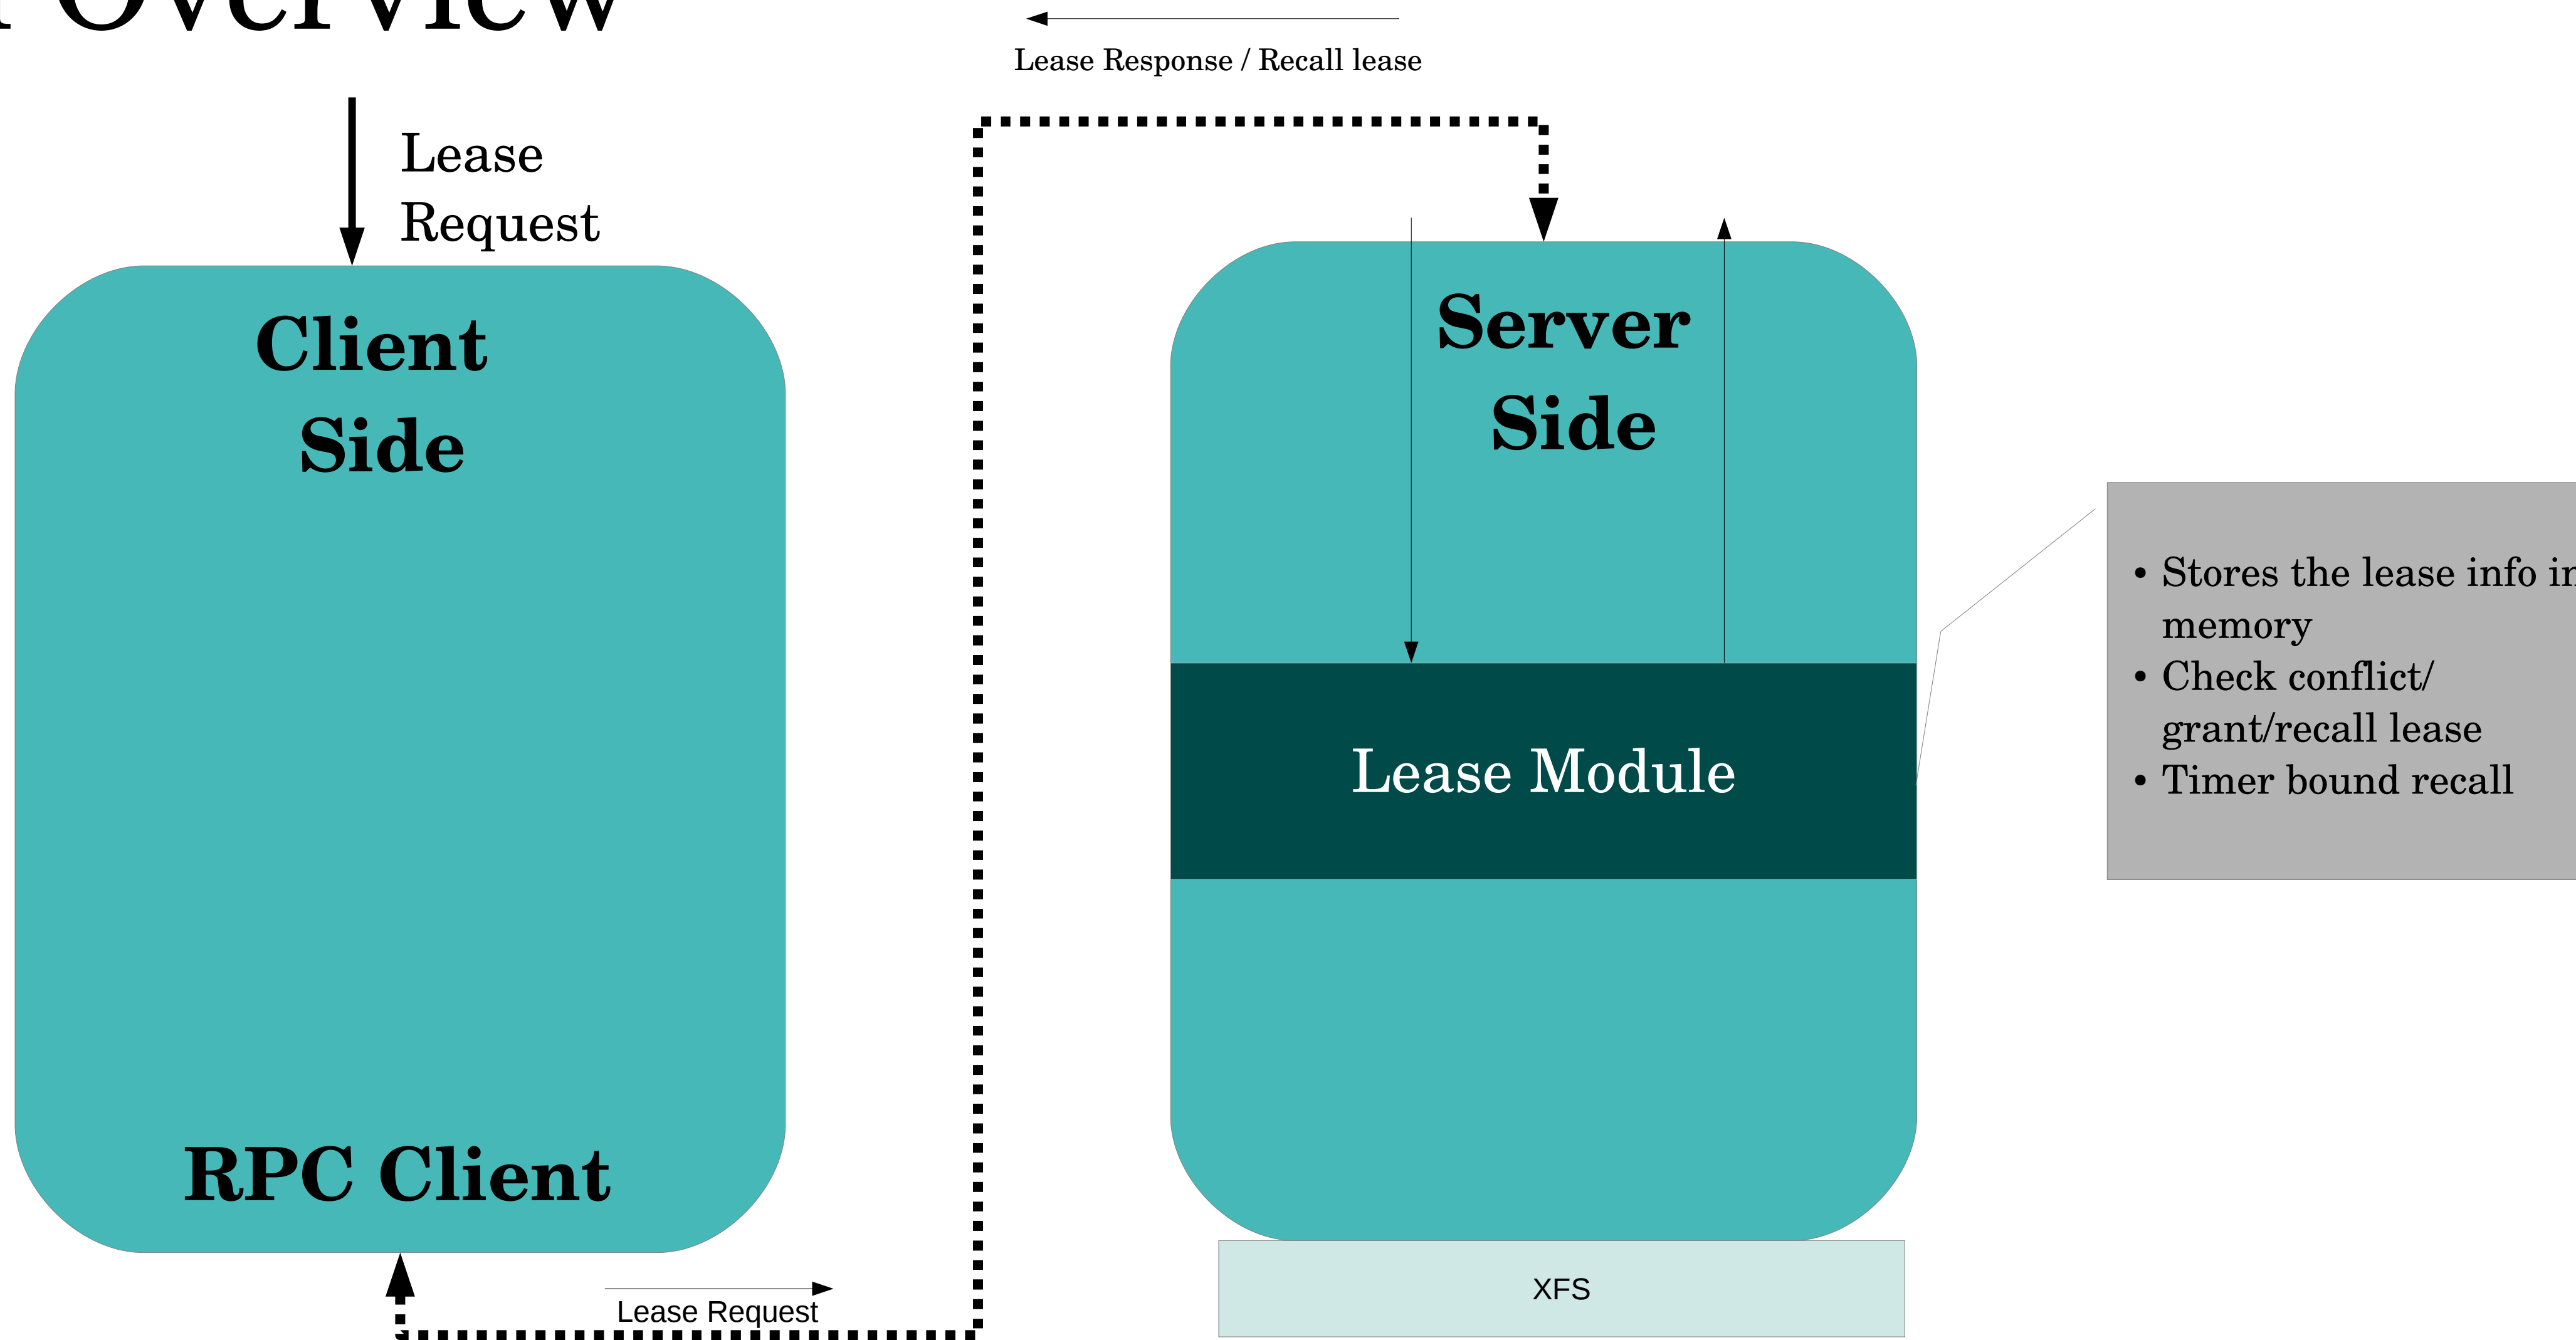 Overview
Lease Response / Recall lease
Lease
Request
Client
Side
Server
Side
• Stores the lease info in
memory
• Check conflict/
grant/recall lease
• Timer bound recall
Lease Module
RPC Client
Lease Request
XFS